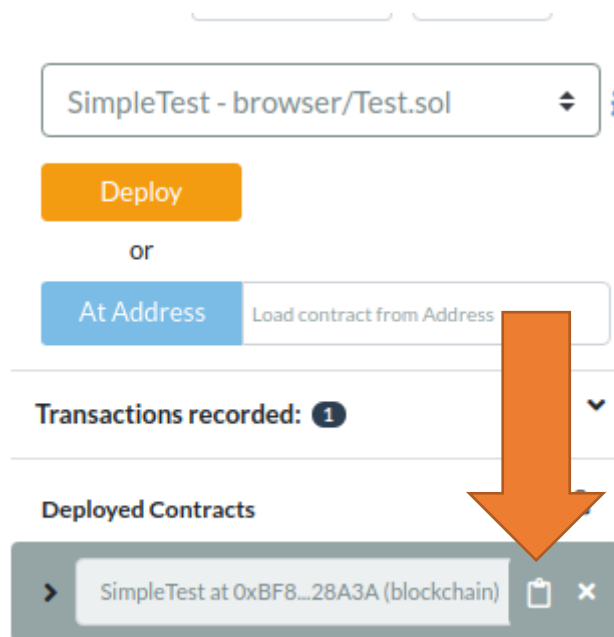 SimpleTest - browser/Test.sol
Deploy
or
At Address Load contract from Address
Transactions recorded: 1
Deployed Contracts
SimpleTest at 0xBF8...28A3A (blockchain)